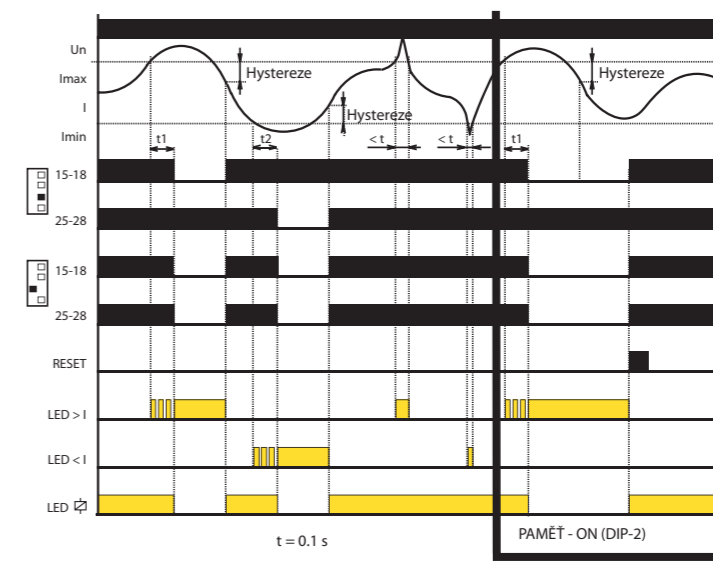 Un
Imax
Hystereze
Hystereze
I
Hystereze
Imin
t1
t2
< t
< t
t1
15-18
25-28
15-18
25-28
RESET
LED > I
LED < I
LED
t = 0.1 s
PAMĚŤ - ON (DIP-2)